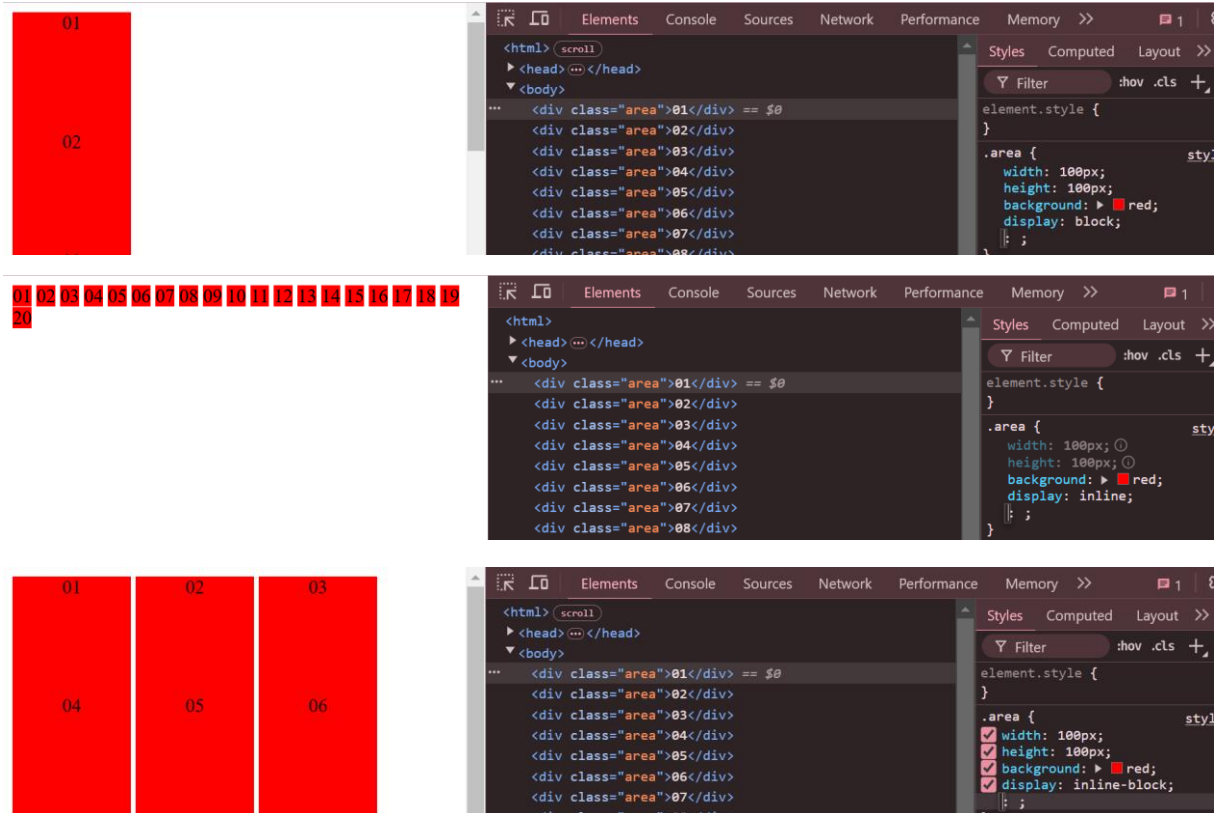 01
02
Elements Console Sources Network Performance Memory 1
<html> scroll
<head> ... </head>
<body>
... <div class="area">01</div> == $0
<div class="area">02</div>
<div class="area">03</div>
<div class="area">04</div>
<div class="area">05</div>
<div class="area">06</div>
<div class="area">07</div>
<div class="area">08</div>
Styles Computed Layout
Filter :hov .cls +
element.style {
}
.area {
width: 100px;
height: 100px;
background: red;
display: block;
: ;
}
01 02 03 04 05 06 07 08 09 10 11 12 13 14 15 16 17 18 19
20
Elements Console Sources Network Performance Memory 1
<html>
<head> ... </head>
<body>
... <div class="area">01</div> == $0
<div class="area">02</div>
<div class="area">03</div>
<div class="area">04</div>
<div class="area">05</div>
<div class="area">06</div>
<div class="area">07</div>
<div class="area">08</div>
Styles Computed Layout
Filter :hov .cls +
element.style {
}
.area { sty
width: 100px;
height: 100px;
background: red;
display: inline;
: ;
}
01 02 03
04 05 06
Elements Console Sources Network Performance Memory 1
<html> scroll
<head> ... </head>
<body>
... <div class="area">01</div> == $0
<div class="area">02</div>
<div class="area">03</div>
<div class="area">04</div>
<div class="area">05</div>
<div class="area">06</div>
<div class="area">07</div>
Styles Computed Layout
Filter :hov .cls +
element.style {
}
.area {
width: 100px;
height: 100px;
background: red;
display: inline-block;
: ;